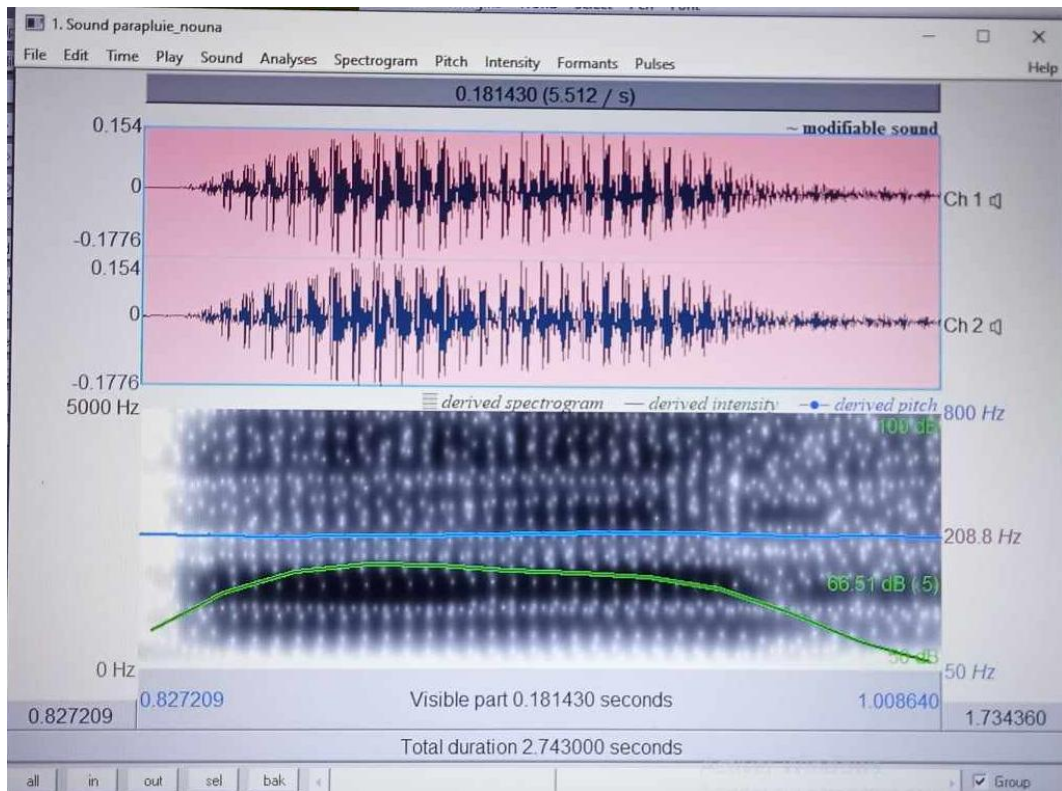 1. Sound parapluie_nouna
File Edit Time Play Sound Analyses Spectrogram Pitch Intensity Formants Pulses Help
0.181430 (5.512 / s)
~ modifiable sound
0.154
0
-0.1776
Ch 1
0.154
0
-0.1776
Ch 2
derived spectrogram — derived intensity derived pitch
5000 Hz
800 Hz
100 dB
208.8 Hz
66.51 dB (.5)
50 dB
0 Hz
50 Hz
0.827209 Visible part 0.181430 seconds 1.008640
0.827209
1.734360
Total duration 2.743000 seconds
all in out sel bak Group